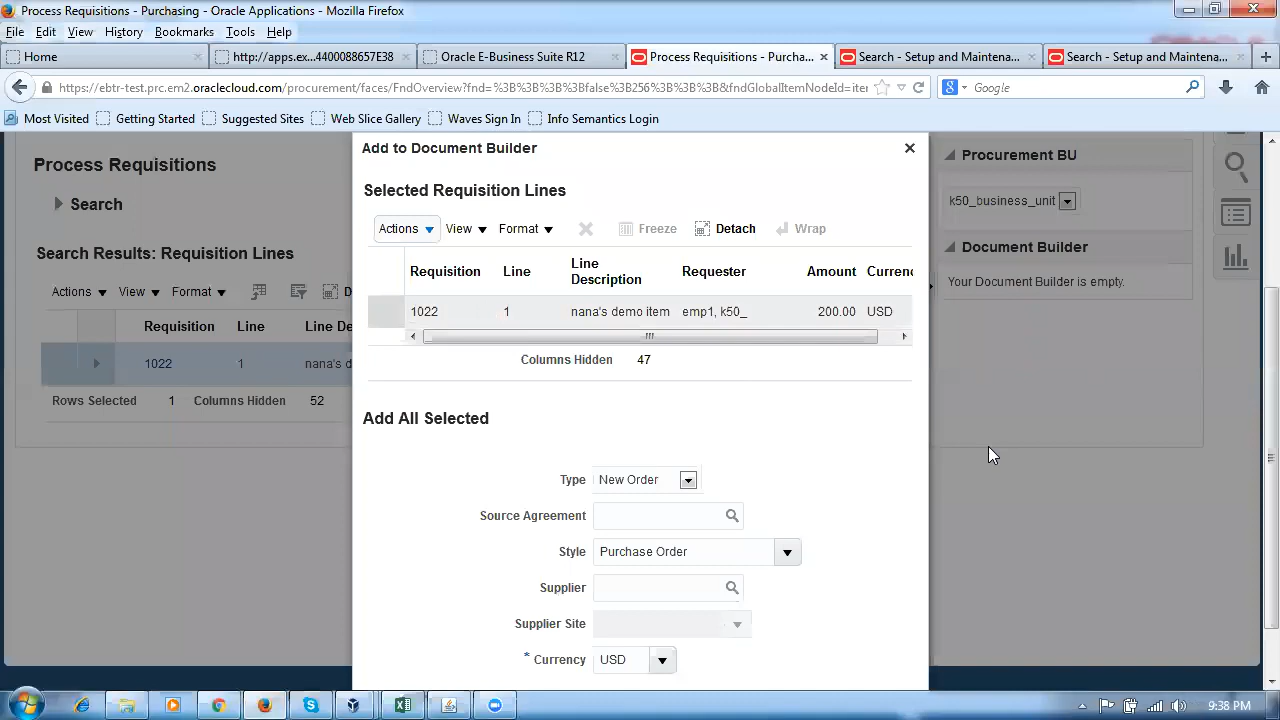 Process Requisitions - Purchasing - Oracle Applications - Mozilla Firefox
File Edit View History Bookmarks Tools Help
Home http://apps.ex...4400088657E38 Oracle E-Business Suite R12 Process Requisitions - Purcha... Search - Setup and Maintena... Search - Setup and Maintena...
https://ebtr-test.prc.em2.oraclecloud.com/procurement/faces/FndOverview?fnd=%3B%3B%3B%3Bfalse%3B256%3B%3B%3B&fndGlobalItemNodeId=iter Google
Most Visited Getting Started Suggested Sites Web Slice Gallery Waves Sign In Info Semantics Login
Process Requisitions
Search
Search Results: Requisition Lines
Actions View Format D
Requisition Line Line De
1022 1 nana's d
Rows Selected 1 Columns Hidden 52
Add to Document Builder
Selected Requisition Lines
Actions View Format Freeze Detach Wrap
Requisition Line Line Description Requester Amount Currenc
1022 1 nana's demo item emp1, k50_ 200.00 USD
Columns Hidden 47
Add All Selected
Type New Order
Source Agreement
Style Purchase Order
Supplier
Supplier Site
* Currency USD
Procurement BU
k50_business_unit
Document Builder
Your Document Builder is empty.
9:38 PM